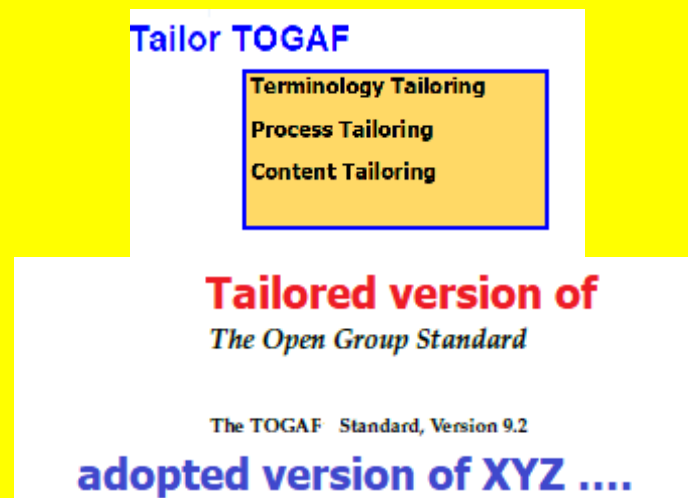 Tailor TOGAF
Terminology Tailoring
Process Tailoring
Content Tailoring
Tailored version of
The Open Group Standard
The TOGAF Standard, Version 9.2
adopted version of XYZ ....